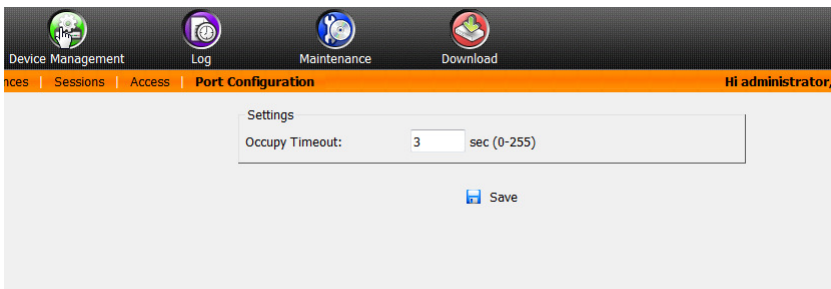 Device Management Log Maintenance Download
nces | Sessions | Access | Port Configuration Hi administrator,
Settings
Occupy Timeout: 3 sec (0-255)
Save